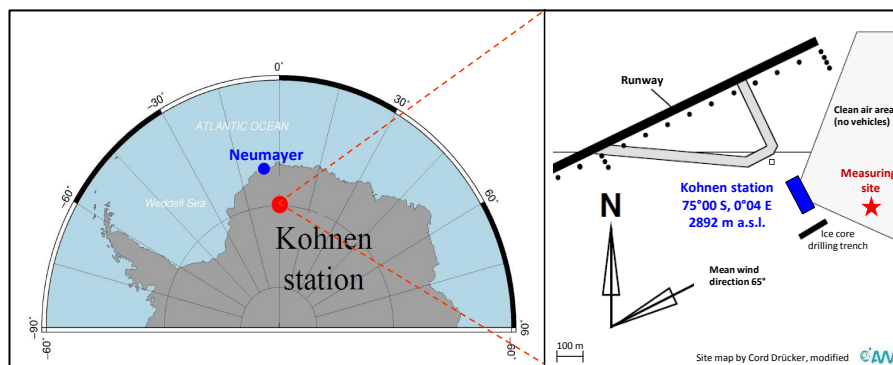 0°
−30
30
ATLANTIC OCEAN
Neumayer
−60
Weddell Sea
60
Kohnen
station
−90
90
−60°
−60°
Runway
Clean air area
(no vehicles)
Kohnen station
75°00 S, 0°04 E
2892 m a.s.l.
Measuring
site
N
Ice core
drilling trench
Mean wind
direction 65°
100 m
Site map by Cord Drücker, modified
AWI